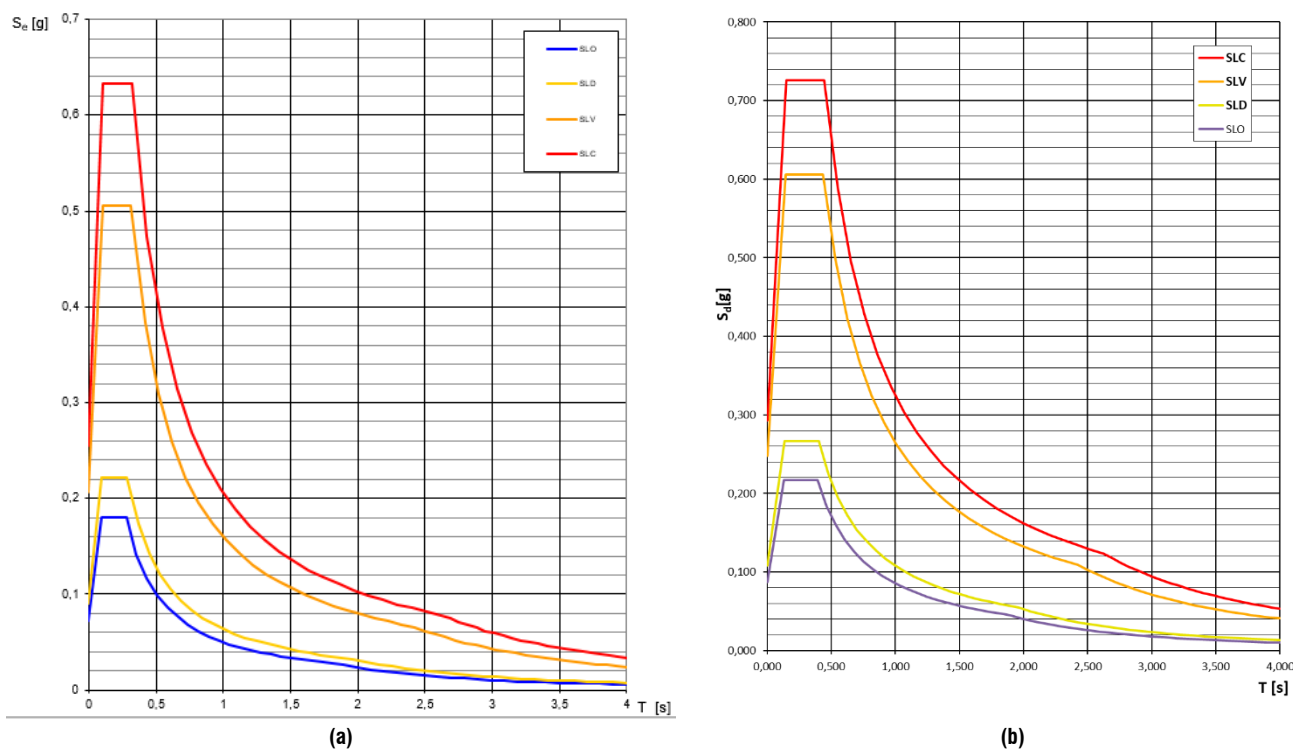 S_e [g]
0,7
0,6
0,5
0,4
0,3
0,2
0,1
0
0 0,5 1 1,5 2 2,5 3 3,5 4
T [s]
SLO
SLD
SLV
SLC
(a)
S_d[g]
0,800
0,700
0,600
0,500
0,400
0,300
0,200
0,100
0,000
0,000 0,500 1,000 1,500 2,000 2,500 3,000 3,500 4,000
T [s]
SLC
SLV
SLD
SLO
(b)